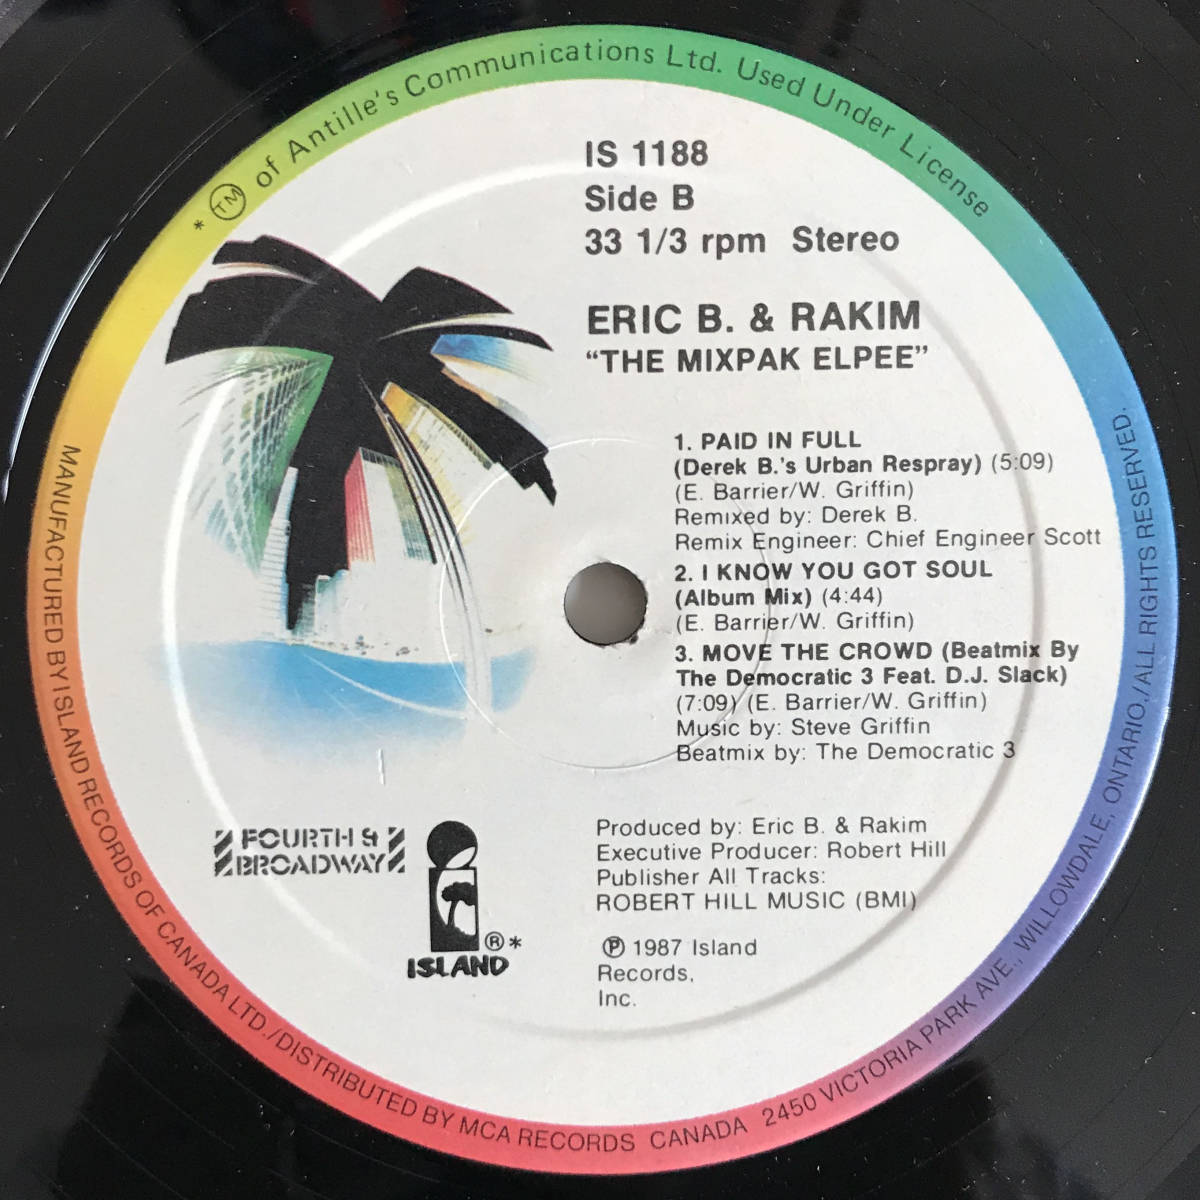 * TM of Antille's Communications Ltd. Used Under License
IS 1188
Side B
33 1/3 rpm Stereo
ERIC B. & RAKIM
“THE MIXPAK ELPEE”
1. PAID IN FULL
(Derek B.'s Urban Respray) (5:09)
(E. Barrier/W. Griffin)
Remixed by: Derek B.
Remix Engineer: Chief Engineer Scott
2. I KNOW YOU GOT SOUL
(Album Mix) (4:44)
(E. Barrier/W. Griffin)
3. MOVE THE CROWD (Beatmix By
The Democratic 3 Feat. D.J. Slack)
(7:09) (E. Barrier/W. Griffin)
Music by: Steve Griffin
Beatmix by: The Democratic 3
FOURTH &
BROADWAY
ISLAND
® *
Produced by: Eric B. & Rakim
Executive Producer: Robert Hill
Publisher All Tracks:
ROBERT HILL MUSIC (BMI)
℗ 1987 Island
Records,
Inc.
MANUFACTURED BY ISLAND RECORDS OF CANADA LTD./DISTRIBUTED BY MCA RECORDS CANADA 2450 VICTORIA PARK AVE., WILLOWDALE, ONTARIO,/ALL RIGHTS RESERVED.